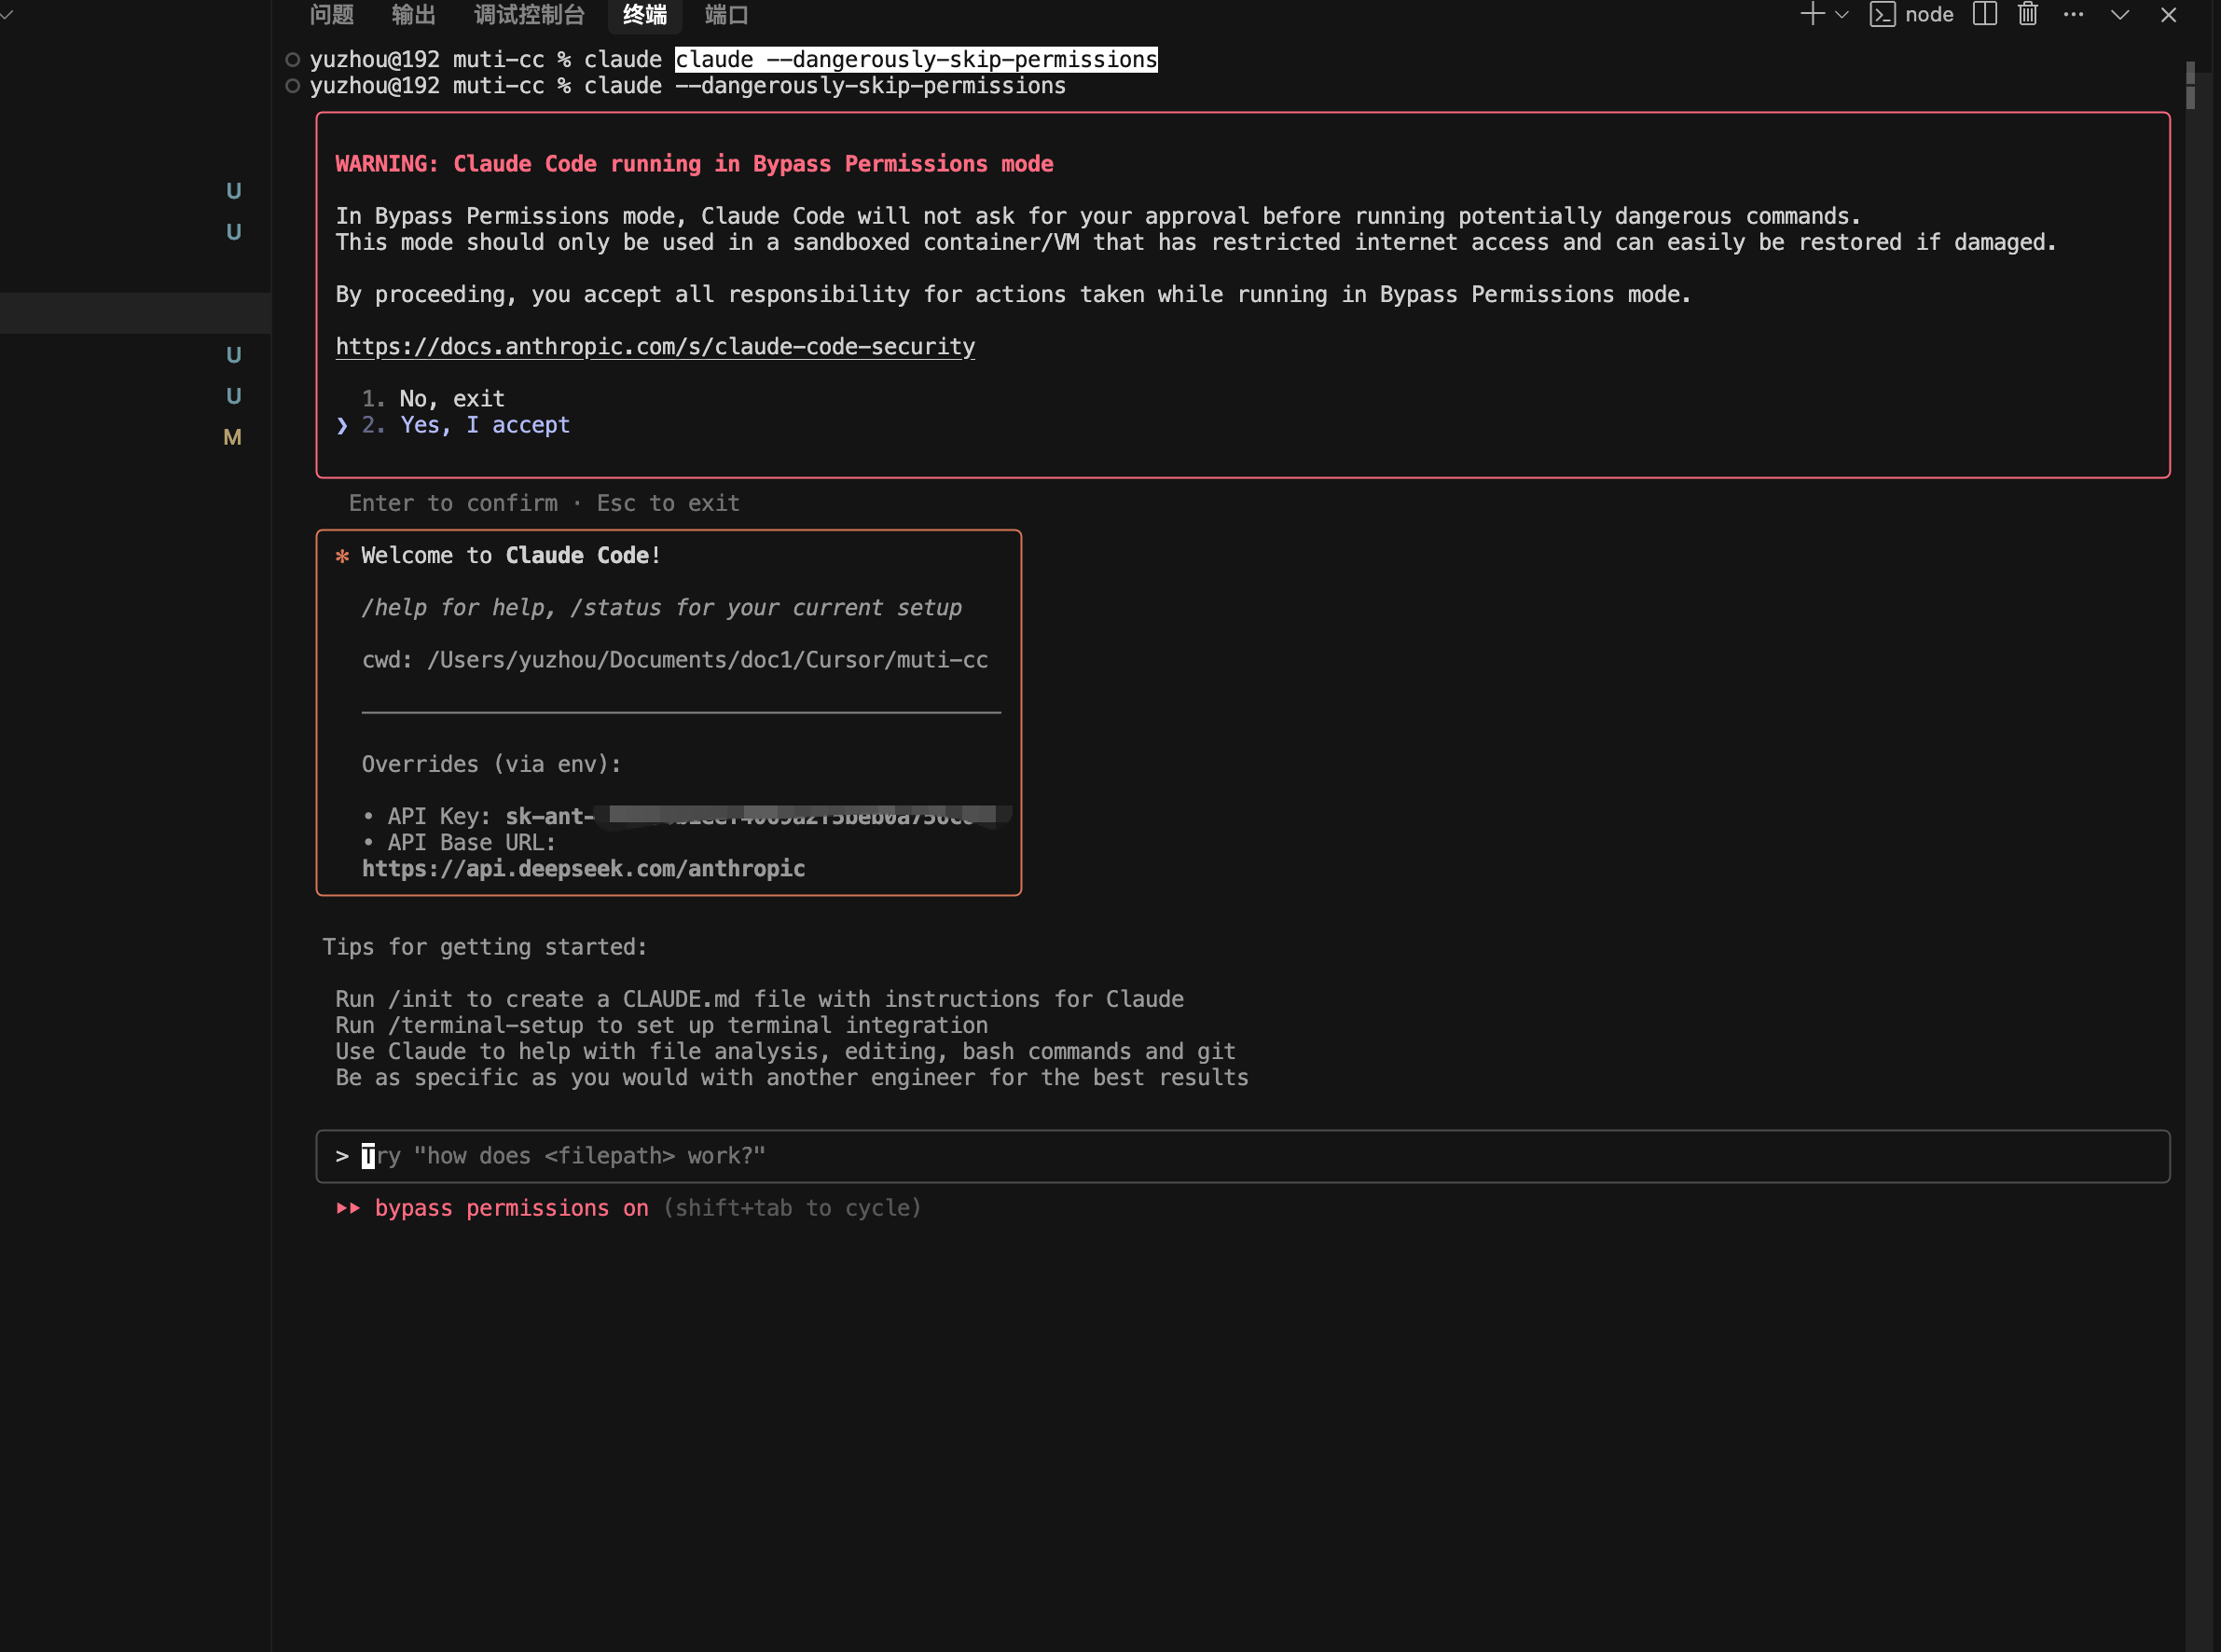 问题 输出 调试控制台 终端 端口 node
yuzhou@192 muti-cc % claude claude --dangerously-skip-permissions
yuzhou@192 muti-cc % claude --dangerously-skip-permissions
WARNING: Claude Code running in Bypass Permissions mode
U
In Bypass Permissions mode, Claude Code will not ask for your approval before running potentially dangerous commands.
U
This mode should only be used in a sandboxed container/VM that has restricted internet access and can easily be restored if damaged.
By proceeding, you accept all responsibility for actions taken while running in Bypass Permissions mode.
U
https://docs.anthropic.com/s/claude-code-security
U
1. No, exit
❯ 2. Yes, I accept
M
Enter to confirm · Esc to exit
✻ Welcome to Claude Code!
/help for help, /status for your current setup
cwd: /Users/yuzhou/Documents/doc1/Cursor/muti-cc
Overrides (via env):
• API Key: sk-ant-
• API Base URL:
https://api.deepseek.com/anthropic
Tips for getting started:
Run /init to create a CLAUDE.md file with instructions for Claude
Run /terminal-setup to set up terminal integration
Use Claude to help with file analysis, editing, bash commands and git
Be as specific as you would with another engineer for the best results
> Try "how does <filepath> work?"
bypass permissions on (shift+tab to cycle)